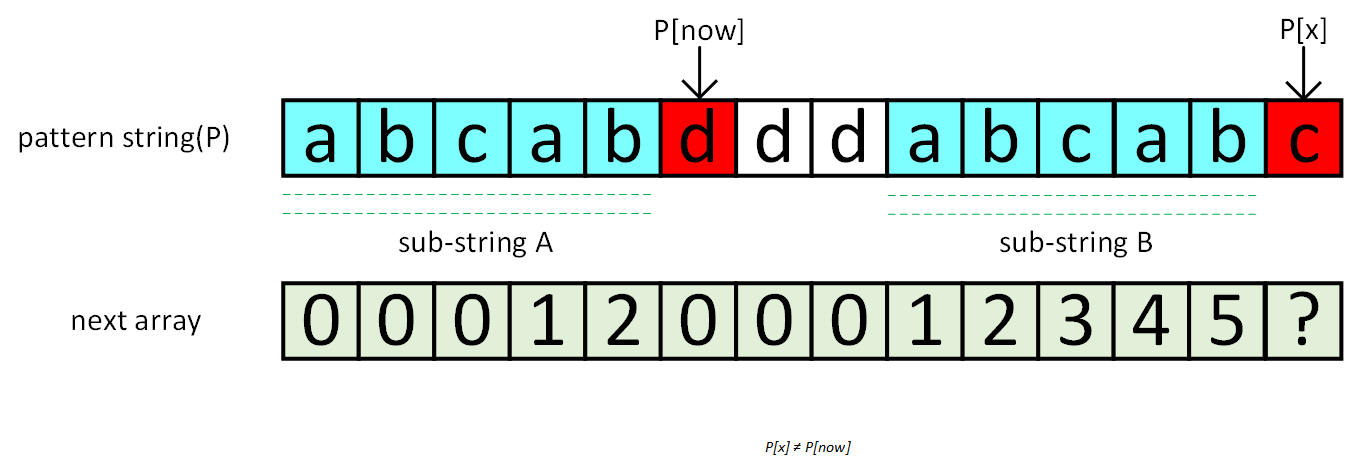 P[now] P[x]
pattern string(P) a b c a b d d d a b c a b c
sub-string A sub-string B
next array 0 0 0 1 2 0 0 0 1 2 3 4 5 ?
P[x] ≠ P[now]